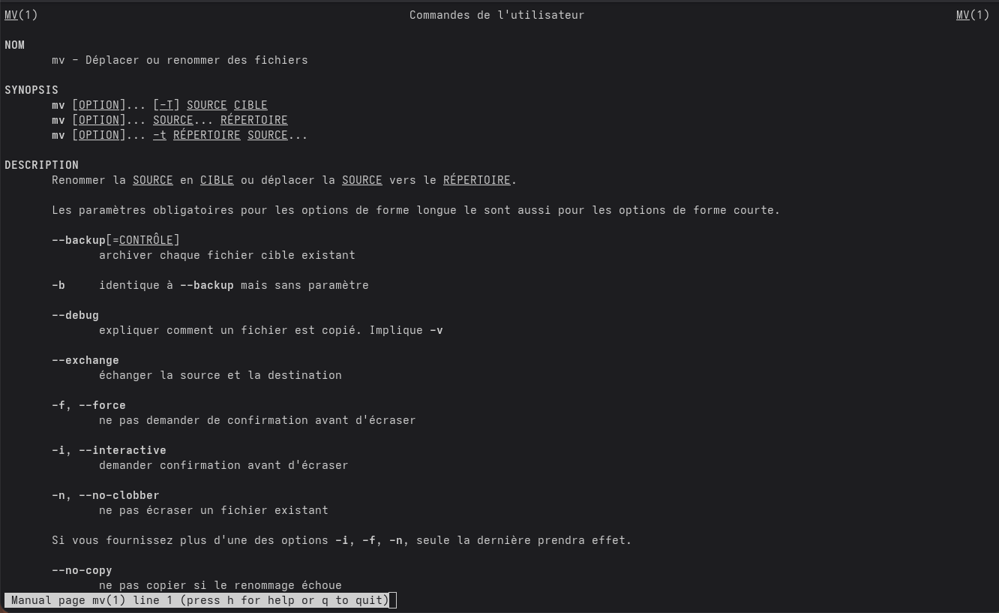 MV(1) Commandes de l'utilisateur MV(1)
NOM
mv - Déplacer ou renommer des fichiers
SYNOPSIS
mv [OPTION]... [-T] SOURCE CIBLE
mv [OPTION]... SOURCE... RÉPERTOIRE
mv [OPTION]... -t RÉPERTOIRE SOURCE...
DESCRIPTION
Renommer la SOURCE en CIBLE ou déplacer la SOURCE vers le RÉPERTOIRE.
Les paramètres obligatoires pour les options de forme longue le sont aussi pour les options de forme courte.
--backup[=CONTRÔLE]
archiver chaque fichier cible existant
-b identique à --backup mais sans paramètre
--debug
expliquer comment un fichier est copié. Implique -v
--exchange
échanger la source et la destination
-f, --force
ne pas demander de confirmation avant d'écraser
-i, --interactive
demander confirmation avant d'écraser
-n, --no-clobber
ne pas écraser un fichier existant
Si vous fournissez plus d'une des options -i, -f, -n, seule la dernière prendra effet.
--no-copy
ne pas copier si le renommage échoue
Manual page mv(1) line 1 (press h for help or q to quit)